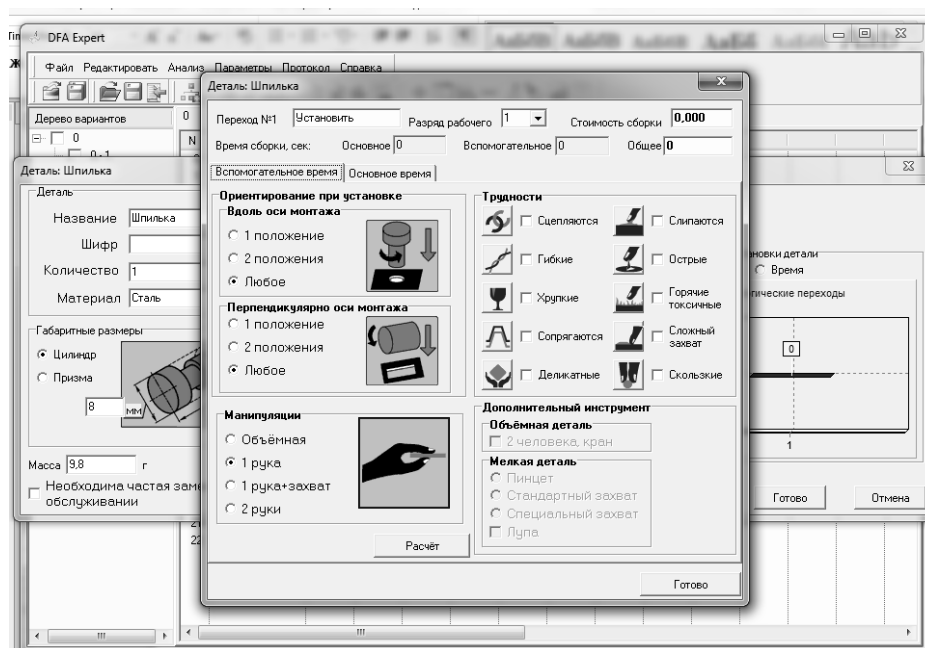 DFA Expert
Файл Редактировать Анализ Параметры Протокол Справка
Дерево вариантов
0
0
N
0-1
Деталь: Шпилька
Деталь
Название Шпилька
Шифр
Количество 1
Материал Сталь
Габаритные размеры
Цилиндр
Призма
8 мм
Масса 9,8 г
Необходима частая
обслуживании
Деталь: Шпилька
Переход №1 Установить Разряд рабочего 1 Стоимость сборки 0,000
Время сборки, сек: Основное 0 Вспомогательное 0 Общее 0
Вспомогательное время Основное время
Ориентирование при установке
Вдоль оси монтажа
1 положение
2 положения
Любое
Перпендикулярно оси монтажа
1 положение
2 положения
Любое
Манипуляции
Объёмная
1 рука
1 рука+захват
2 руки
Расчёт
Трудности
Сцепляются Слипаются
Гибкие Острые
Хрупкие Горячие токсичные
Сопрягаются Сложный захват
Деликатные Скользкие
Дополнительный инструмент
Объёмная деталь
2 человека, кран
Мелкая деталь
Пинцет
Стандартный захват
Специальный захват
Лупа
Готово
детали
Время
переходы
0
1
Готово Отмена